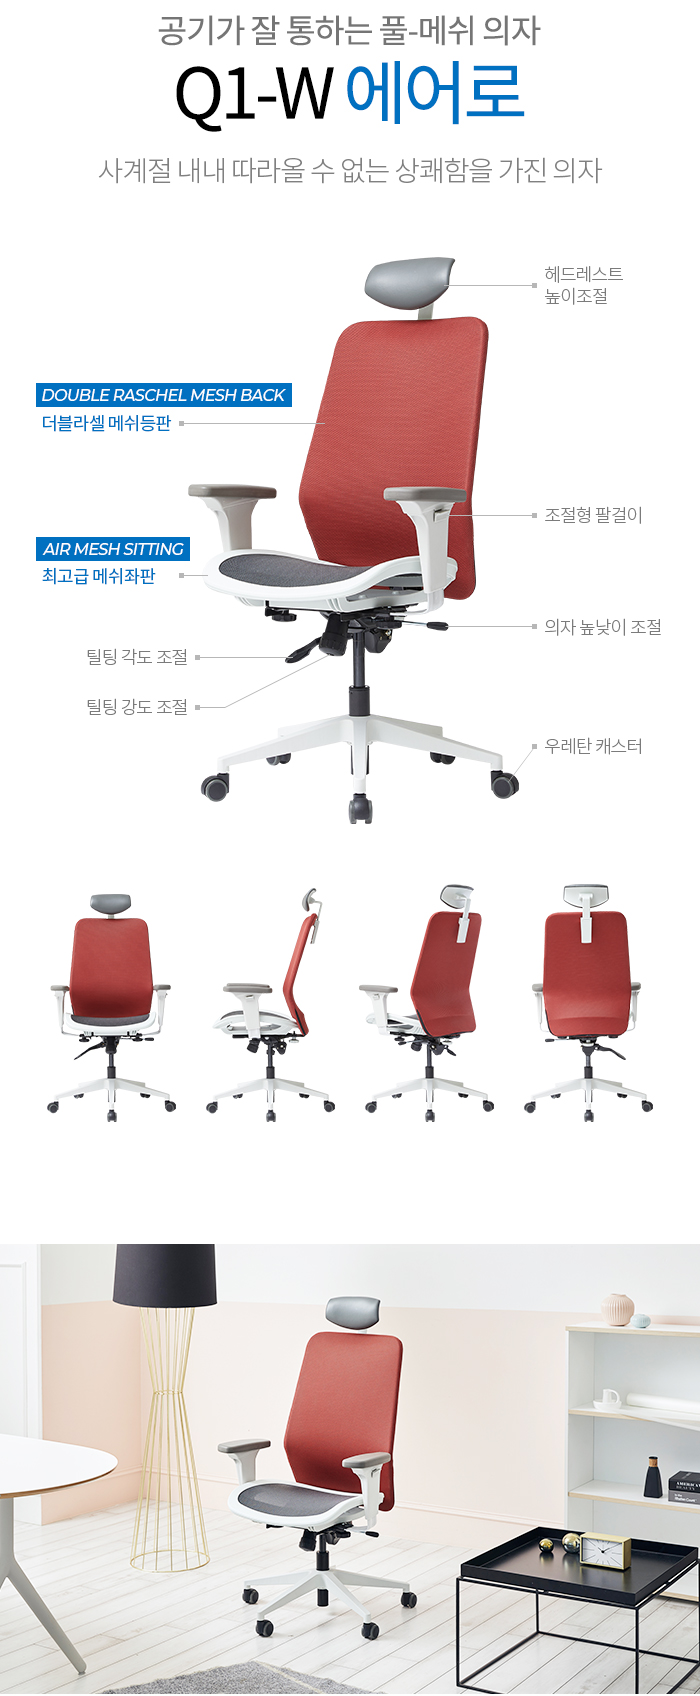 공기가 잘 통하는 풀-메쉬 의자
Q1-W 에어로
사계절 내내 따라올 수 없는 상쾌함을 가진 의자
헤드레스트
높이조절
DOUBLE RASCHEL MESH BACK
더블라셀 메쉬등판
조절형 팔걸이
AIR MESH SITTING
최고급 메쉬좌판
의자 높낮이 조절
틸팅 각도 조절
틸팅 강도 조절
우레탄 캐스터
AMERICAN
BEAUTY